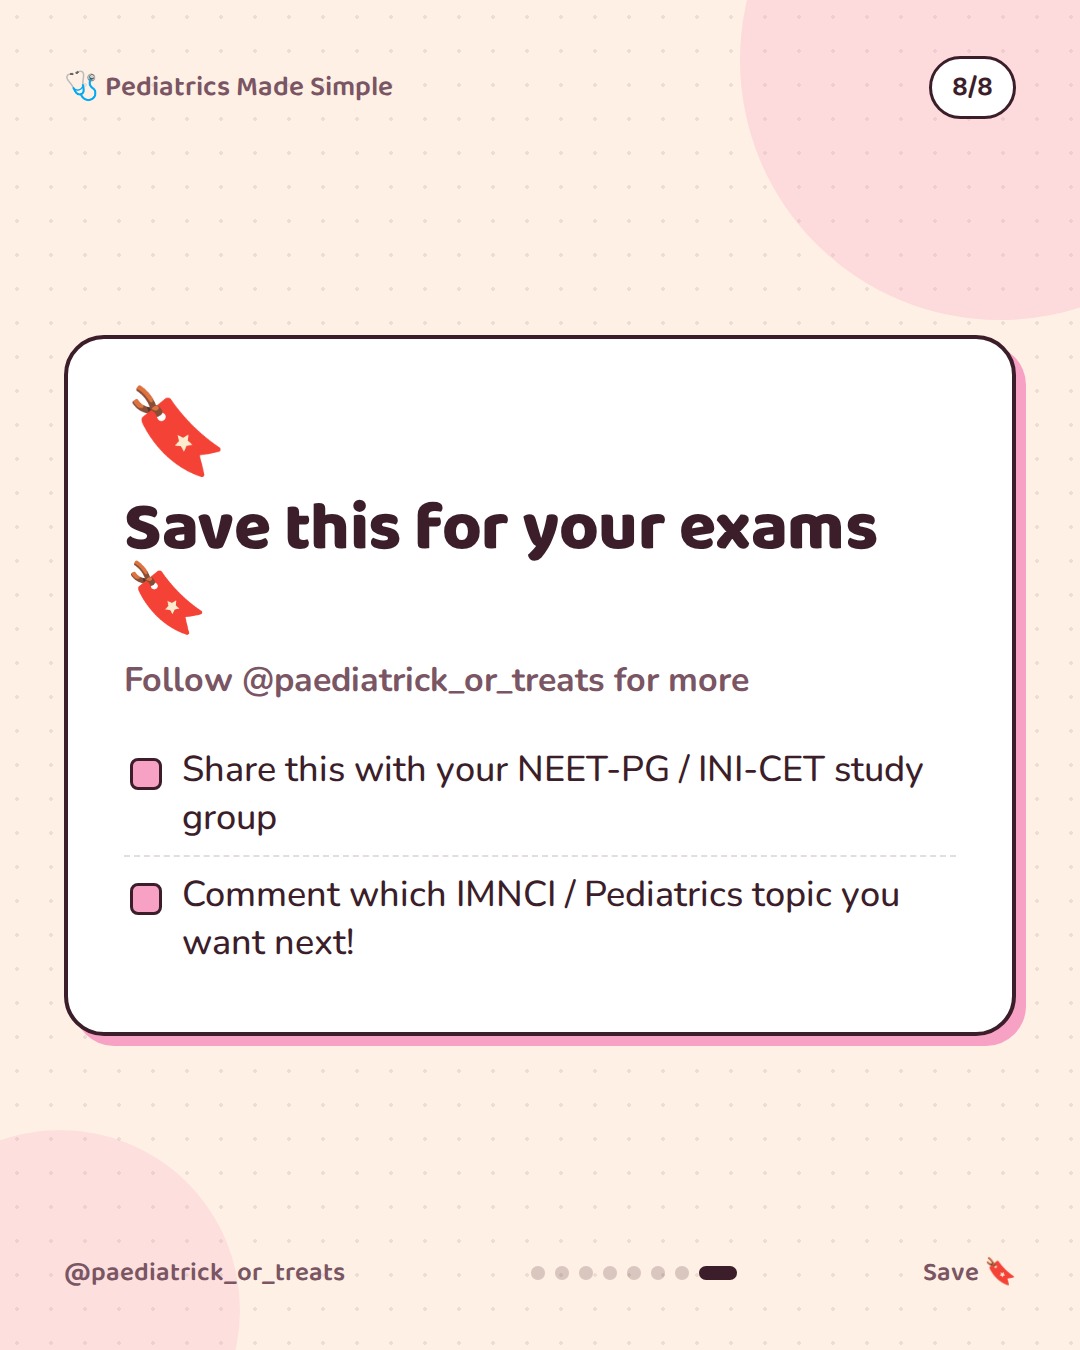 🩺 Pediatrics Made Simple
8/8
🔖
Save this for your exams
🔖
Follow @paediatrick_or_treats for more
Share this with your NEET-PG / INI-CET study
group
Comment which IMNCI / Pediatrics topic you
want next!
@paediatrick_or_treats
Save 🔖